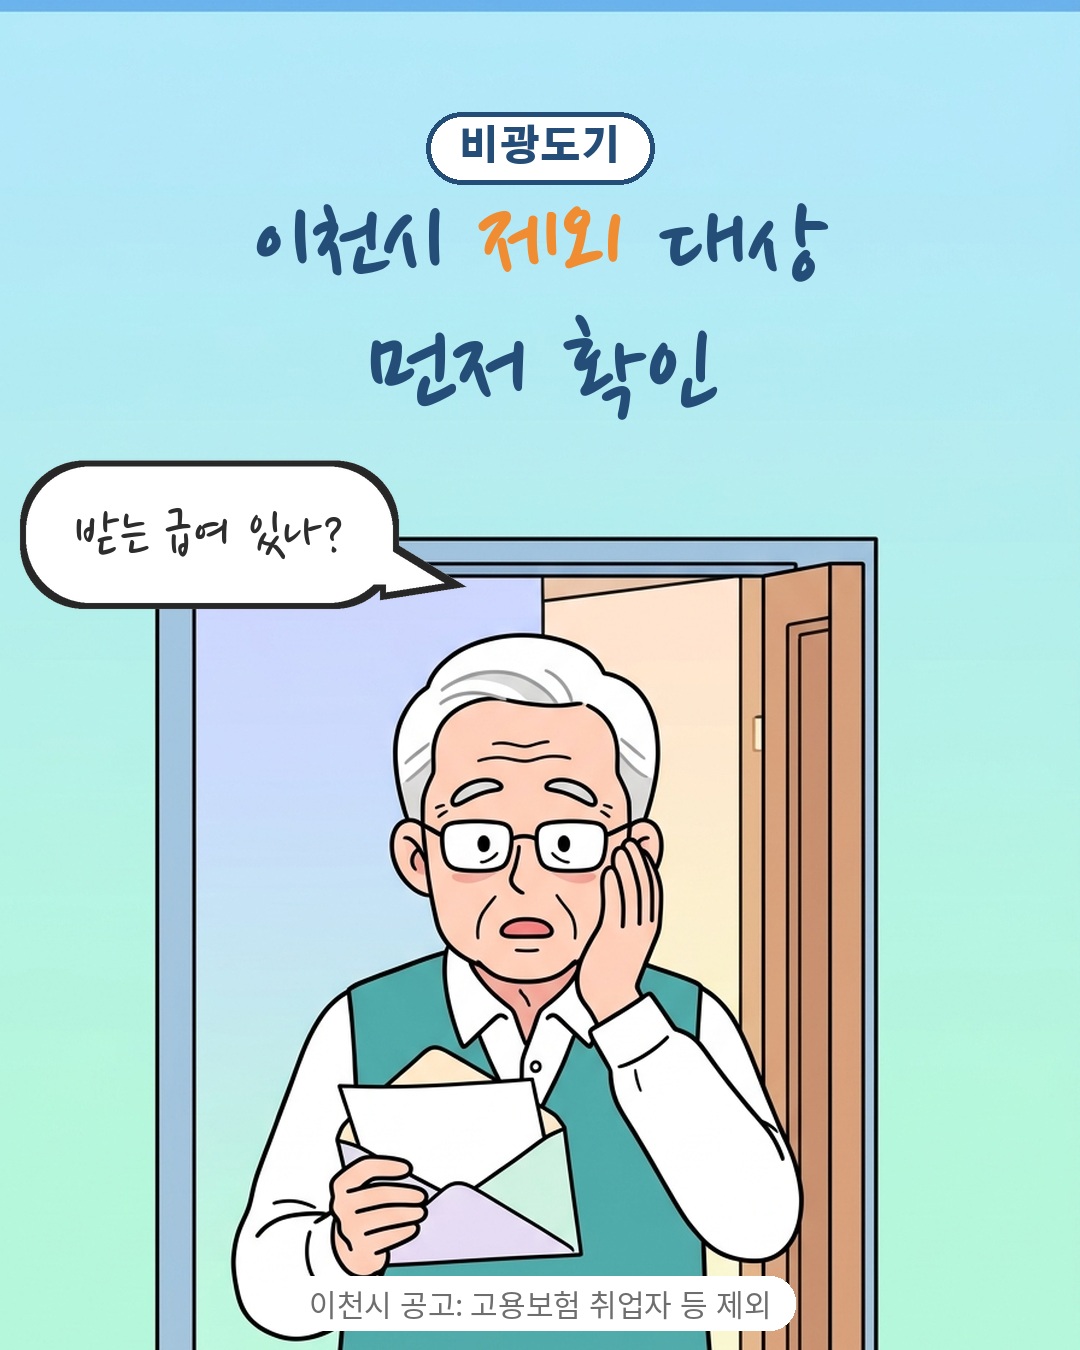 비광도기
이천시 제외 대상
먼저 확인
받는 급여 있나?
이천시 공고: 고용보험 취업자 등 제외